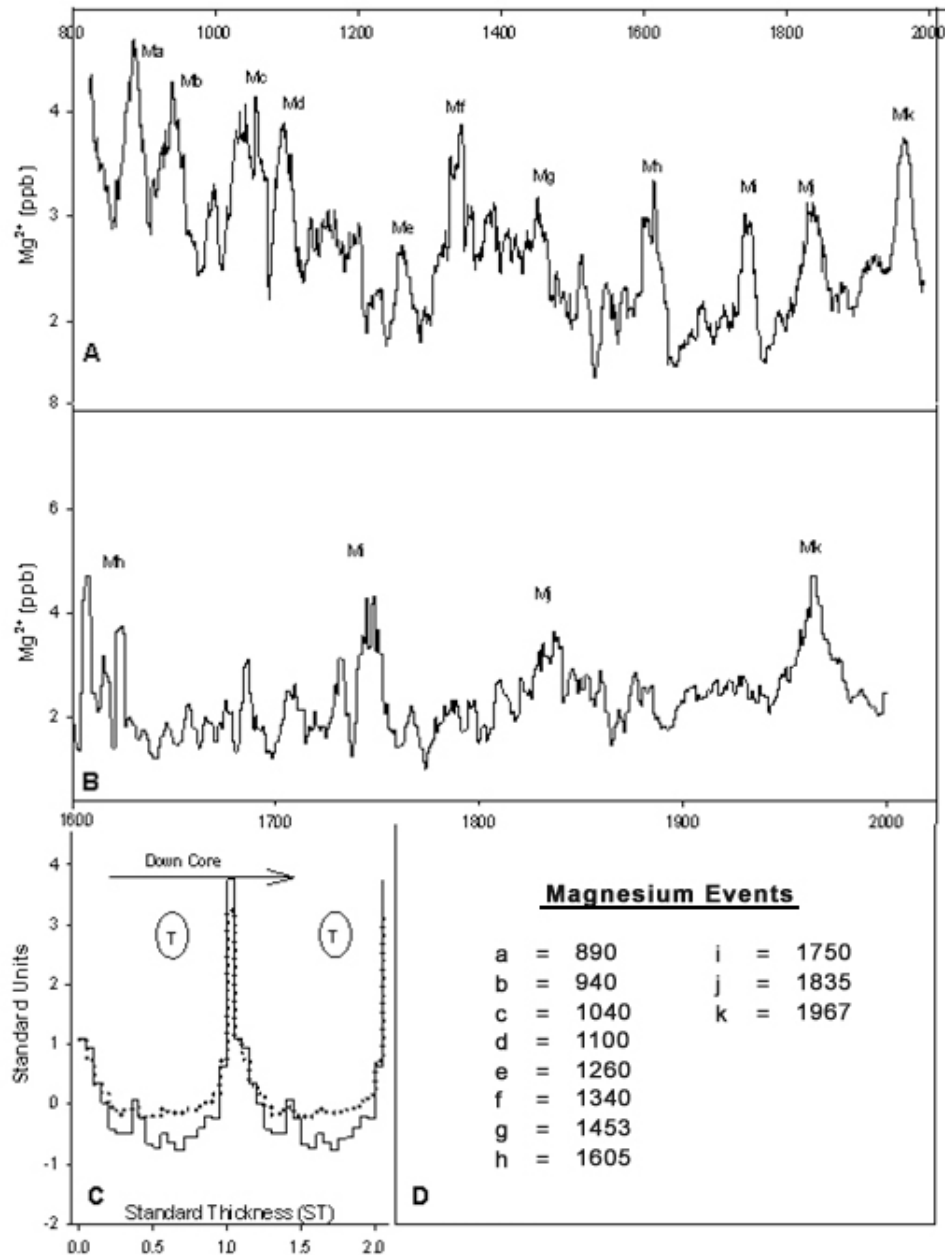 800 1000 1200 1400 1600 1800 2000
Ma
Mb
Mc
Md
Me
Mf
Mg
Mh
Mi
Mj
Mk
4
3
2
Mg2+ (ppb)
A
8
6
4
2
Mg2+ (ppb)
Mh
Mi
Mj
Mk
B
1600 1700 1800 1900 2000
4
3
2
1
0
-1
-2
Standard Units
Down Core
T T
C
Standard Thickness (ST)
0.0 0.5 1.0 1.5 2.0
Magnesium Events
a = 890 i = 1750
b = 940 j = 1835
c = 1040 k = 1967
d = 1100
e = 1260
f = 1340
g = 1453
h = 1605
D